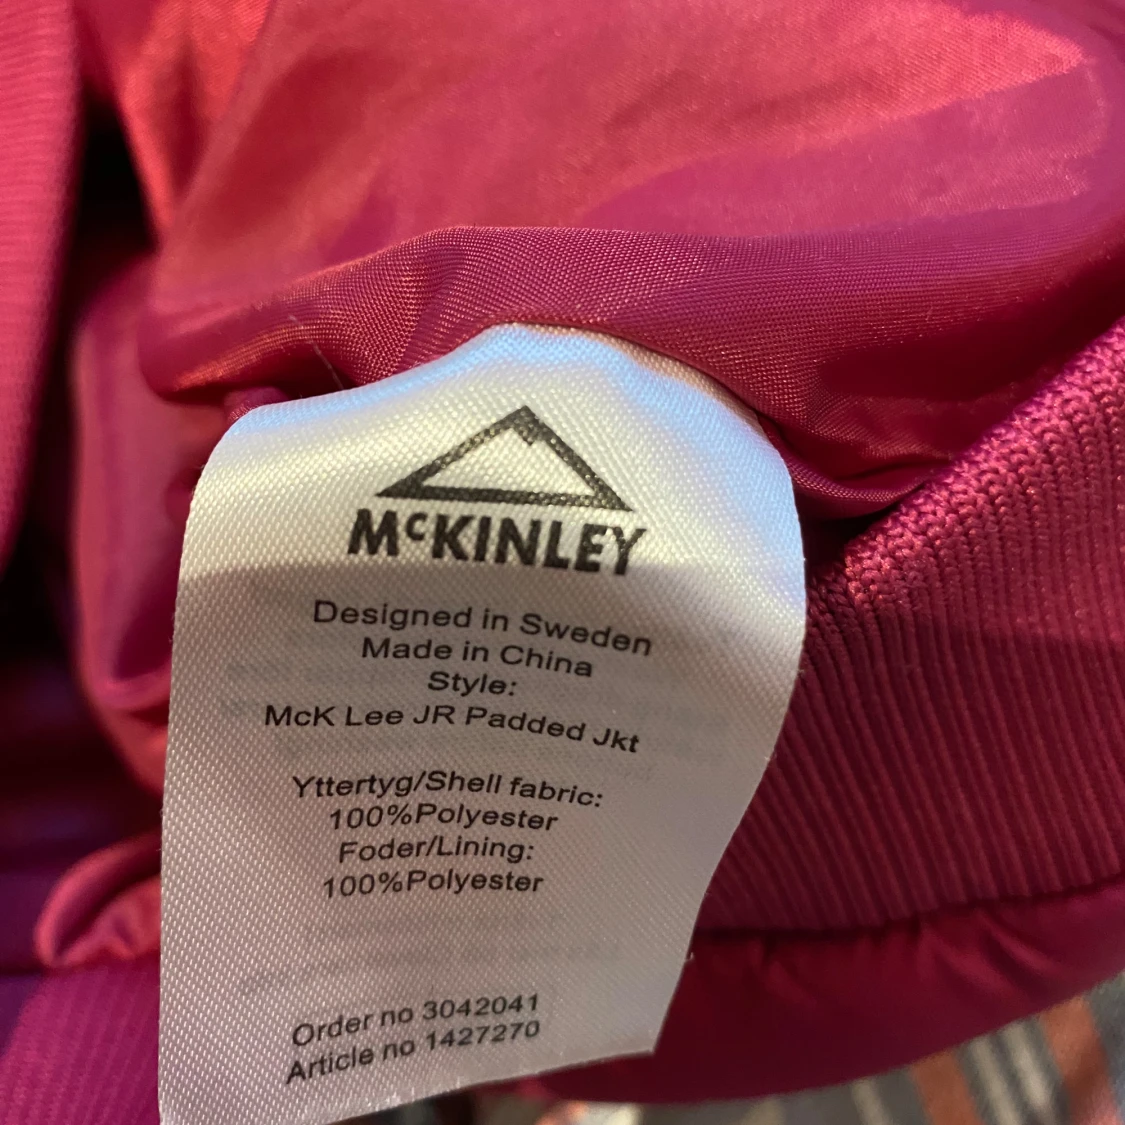 McKINLEY
Designed in Sweden
Made in China
Style:
McK Lee JR Padded Jkt
Yttertyg/Shell fabric:
100%Polyester
Foder/Lining:
100%Polyester
Order no 3042041
Article no 1427270